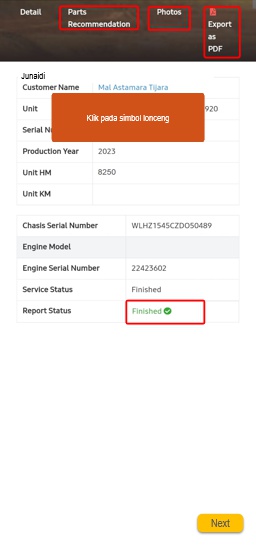 Detail Parts Recommendation Photos Export as PDF
Junaidi
Customer Name Mal Astamara Tijara
Unit 920
Klik pada simbol lonceng
Serial
Production Year 2023
Unit HM 8250
Unit KM
Chasis Serial Number WLHZ1545CZDO50489
Engine Model
Engine Serial Number 22423602
Service Status Finished
Report Status Finished
Next